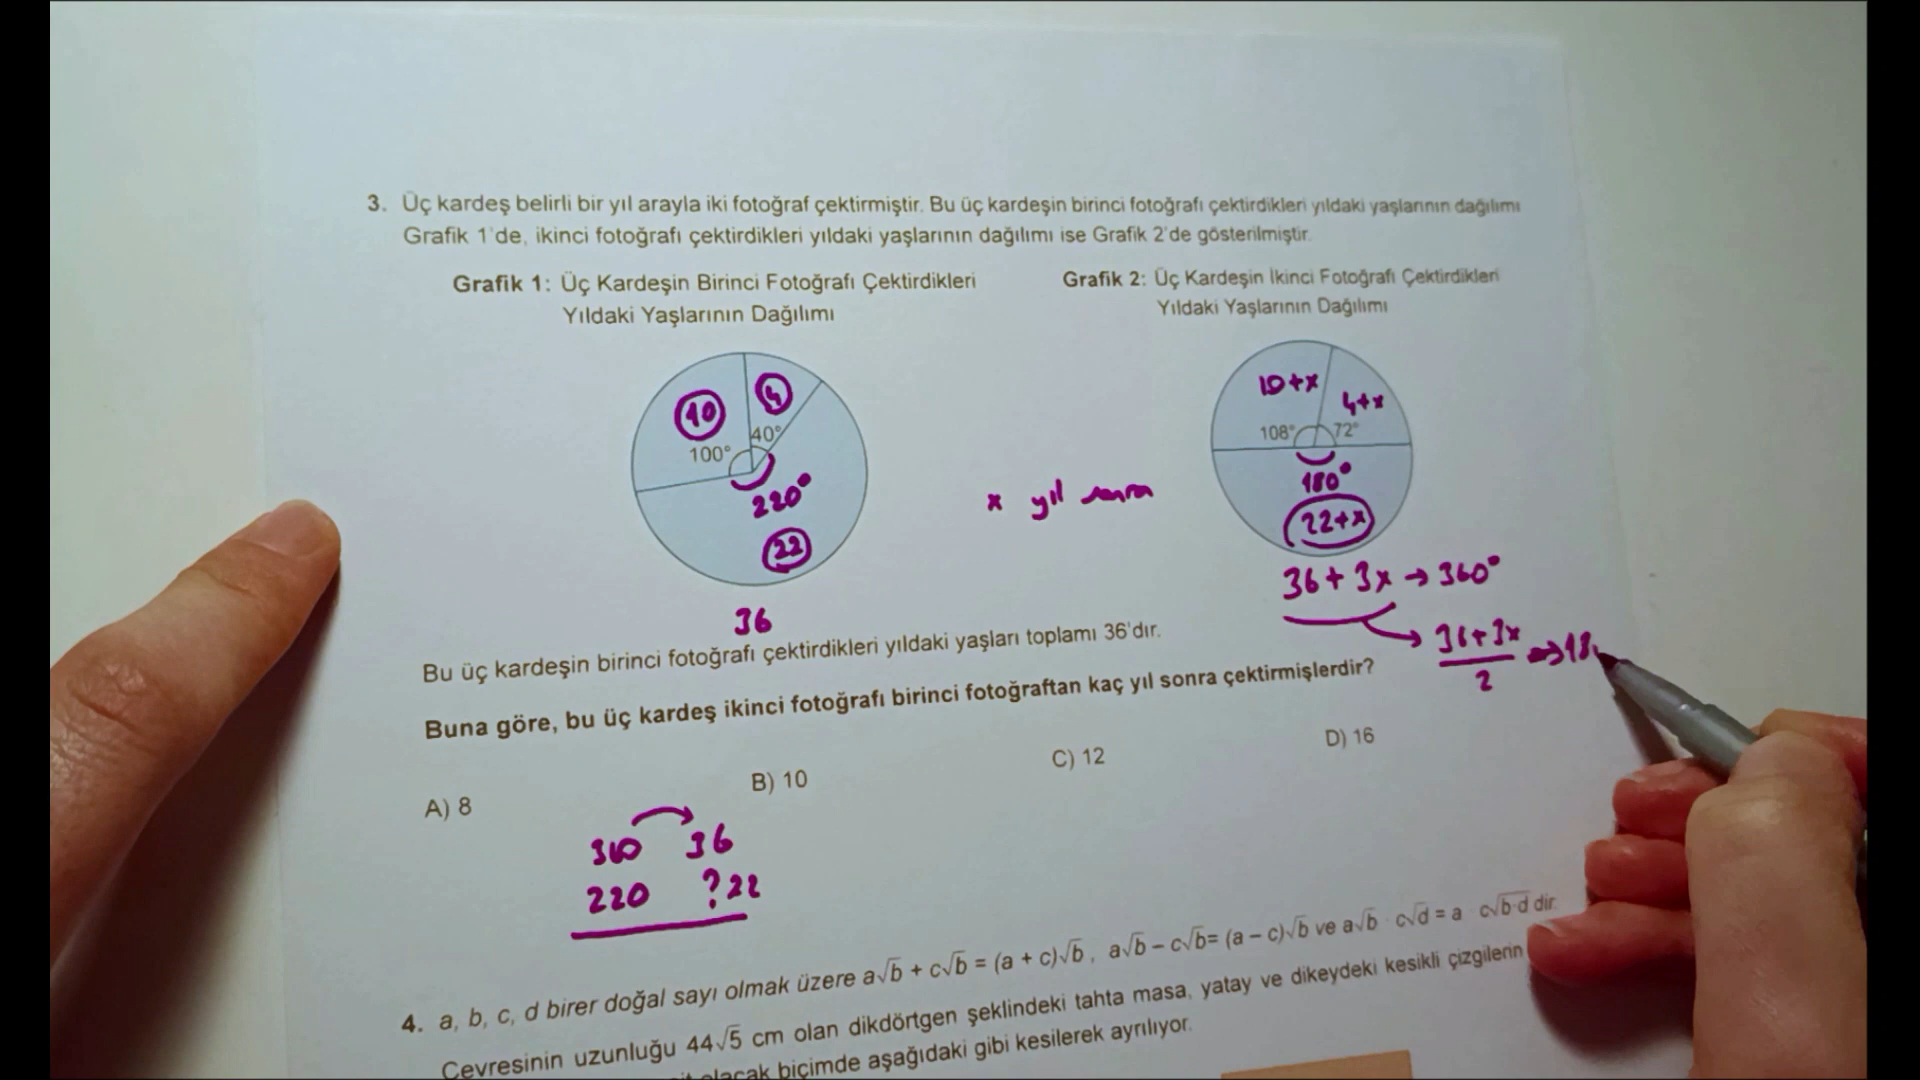 3. Üç kardeş belirli bir yıl arayla iki fotoğraf çektirmiştir. Bu üç kardeşin birinci fotoğrafı çektirdikleri yıldaki yaşlarının dağılımı
Grafik 1'de, ikinci fotoğrafı çektirdikleri yıldaki yaşlarının dağılımı ise Grafik 2'de gösterilmiştir.
Grafik 1: Üç Kardeşin Birinci Fotoğrafı Çektirdikleri
Yıldaki Yaşlarının Dağılımı
Grafik 2: Üç Kardeşin İkinci Fotoğrafı Çektirdikleri
Yıldaki Yaşlarının Dağılımı
10
4
40°
100°
220°
22
36
x yıl sonra
10+x
4+x
108°
72°
180°
22+x
36+3x → 360°
36+3x
2
Bu üç kardeşin birinci fotoğrafı çektirdikleri yıldaki yaşları toplamı 36'dır.
Buna göre, bu üç kardeş ikinci fotoğrafı birinci fotoğraftan kaç yıl sonra çektirmişlerdir?
A) 8
B) 10
C) 12
D) 16
360 36
220 ? 22
4. a, b, c, d birer doğal sayı olmak üzere a√b + c√b = (a + c)√b , a√b − c√b= (a − c)√b ve a√b · c√d = a · c√b·d dir.
Çevresinin uzunluğu 44√5 cm olan dikdörtgen şeklindeki tahta masa, yatay ve dikeydeki kesikli çizgilerin
olacak biçimde aşağıdaki gibi kesilerek ayrılıyor.